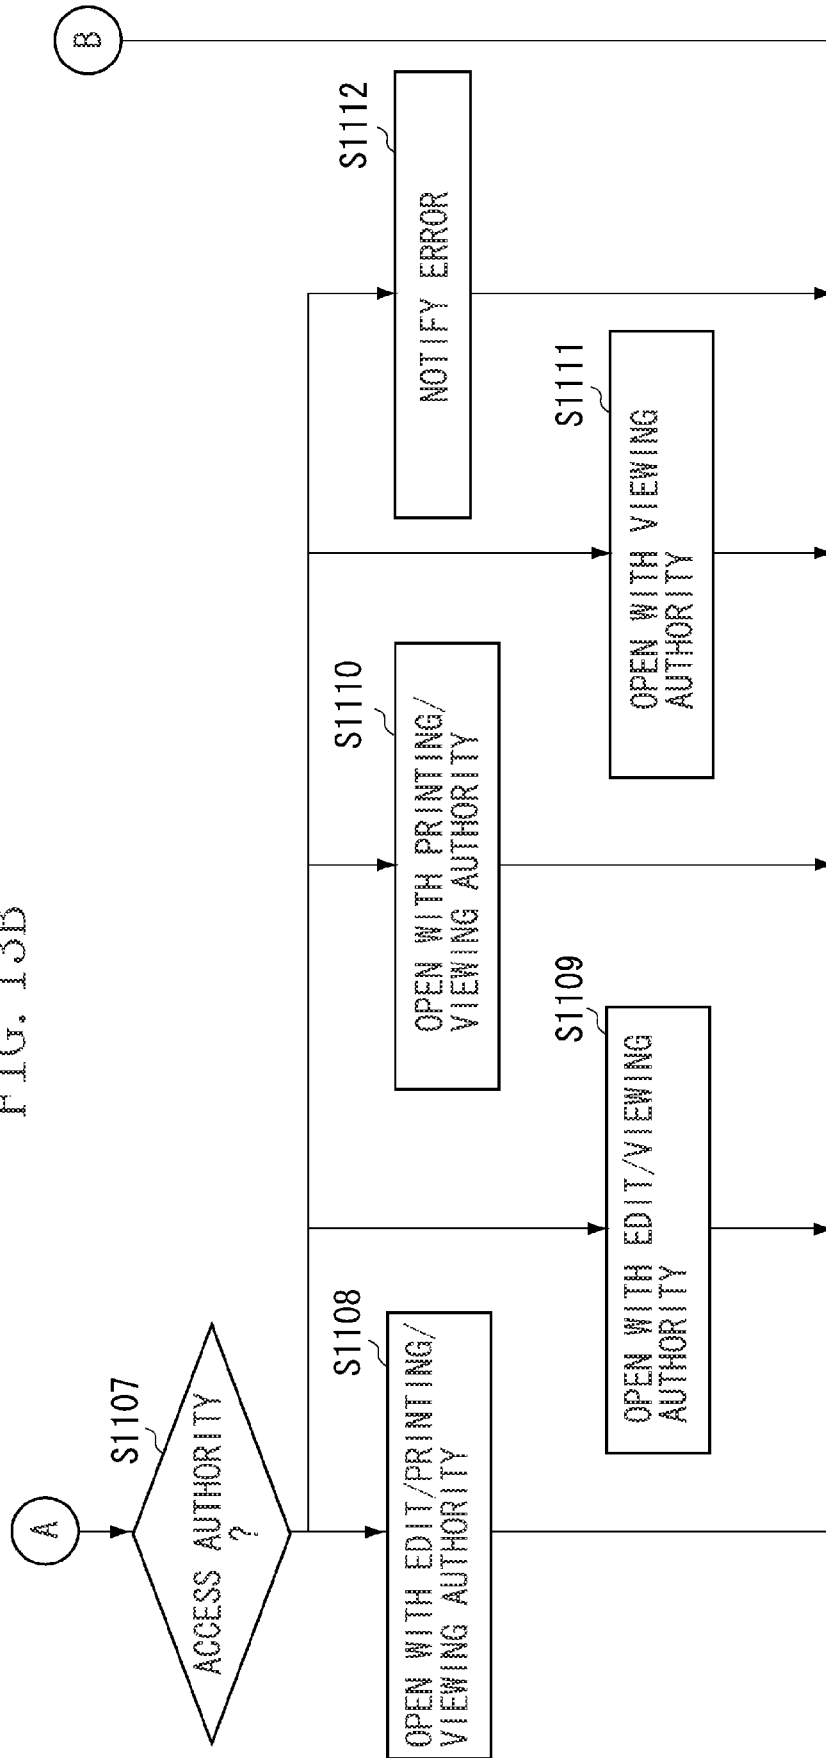 FIG. 13B
A
S1107
ACCESS AUTHORITY
?
S1108
OPEN WITH EDIT/PRINTING/
VIEWING AUTHORITY
S1109
OPEN WITH EDIT/VIEWING
AUTHORITY
S1110
OPEN WITH PRINTING/
VIEWING AUTHORITY
S1111
OPEN WITH VIEWING
AUTHORITY
S1112
NOTIFY ERROR
B